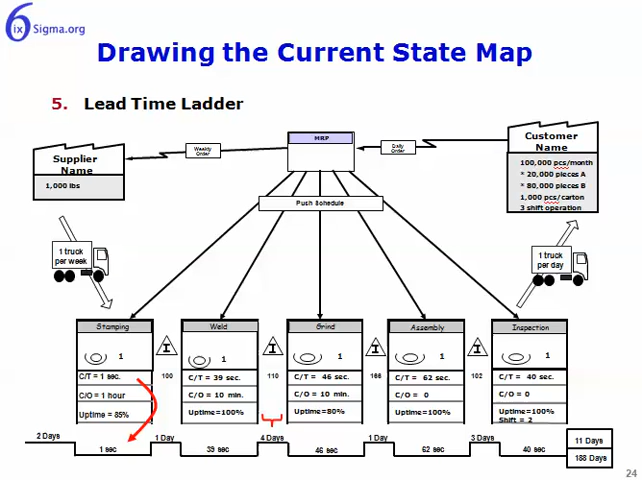 6ixSigma.org
Drawing the Current State Map
5. Lead Time Ladder
MRP
Weekly
Order
Daily
Order
Supplier
Name
1,000 lbs
Customer
Name
100,000 pcs/month
* 20,000 pieces A
* 80,000 pieces B
1,000 pcs/carton
3 shift operation
Push Schedule
1 truck
per week
1 truck
per day
Stamping
1
C/T = 1 sec.
C/O = 1 hour
Uptime = 85%
I
100
Weld
1
C/T = 39 sec.
C/O = 10 min.
Uptime=100%
I
110
Grind
1
C/T = 46 sec.
C/O = 10 min.
Uptime=80%
I
166
Assembly
1
C/T = 62 sec.
C/O = 0
Uptime=100%
I
102
Inspection
1
C/T = 40 sec.
C/O = 0
Uptime=100%
Shift = 2
2 Days
1 sec
1 Day
39 sec
4 Days
46 sec
1 Day
62 sec
3 Days
40 sec
11 Days
188 Days
24